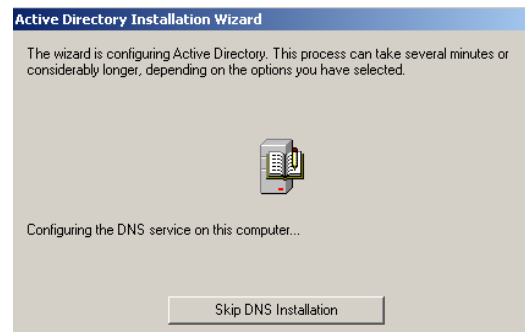 Active Directory Installation Wizard
The wizard is configuring Active Directory. This process can take several minutes or
considerably longer, depending on the options you have selected.
Configuring the DNS service on this computer...
Skip DNS Installation